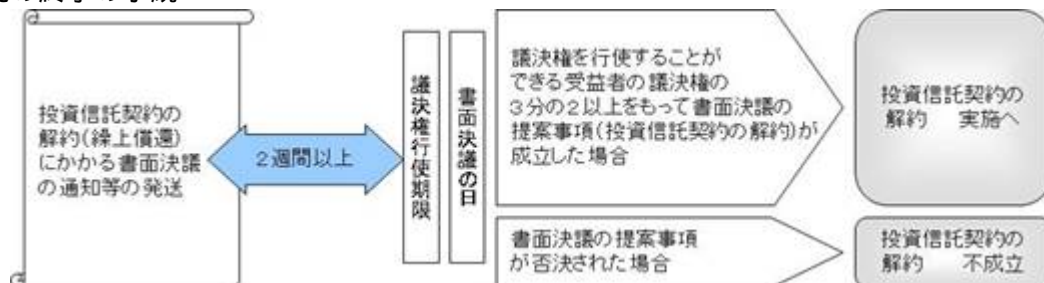 投資信託契約の
解約(繰上償還)
にかかる書面決議
の通知等の発送
2週間以上
議決権行使期限
書面決議の日
議決権を行使することが
できる受益者の議決権の
3分の2以上をもって書面決議の
提案事項(投資信託契約の解約)が
成立した場合
投資信託契約の
解約　実施へ
書面決議の提案事項
が否決された場合
投資信託契約の
解約　不成立